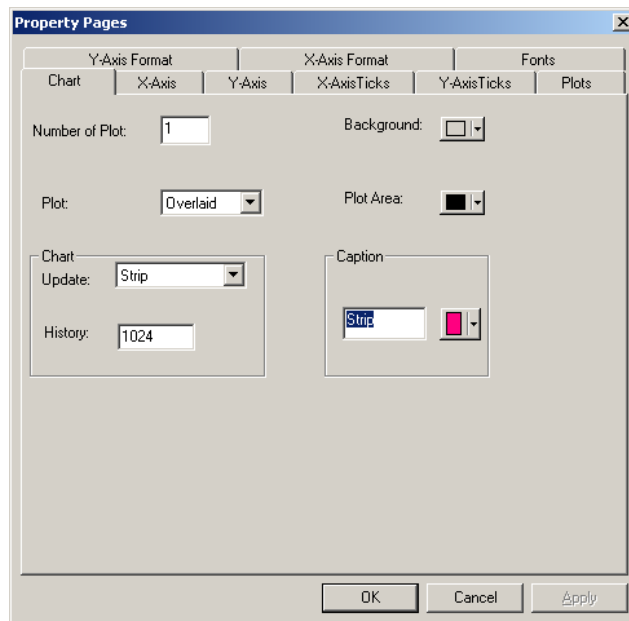 Property Pages
Y-Axis Format X-Axis Format Fonts
Chart X-Axis Y-Axis X-AxisTicks Y-AxisTicks Plots
Number of Plot: 1 Background:
Plot: Overlaid Plot Area:
Chart Caption
Update: Strip
Strip
History: 1024
OK Cancel Apply